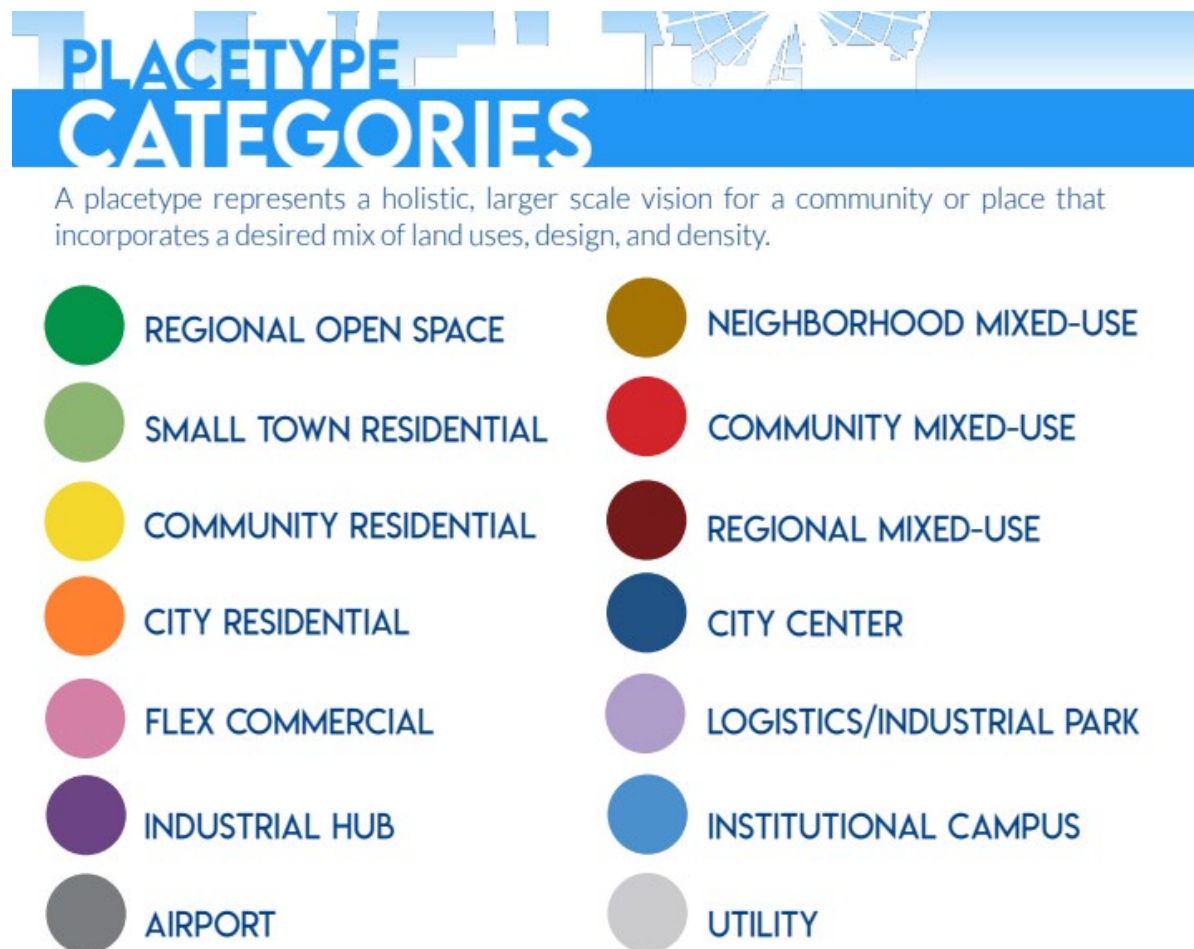 PLACETYPE
CATEGORIES
A placetype represents a holistic, larger scale vision for a community or place that
incorporates a desired mix of land uses, design, and density.
REGIONAL OPEN SPACE
SMALL TOWN RESIDENTIAL
COMMUNITY RESIDENTIAL
CITY RESIDENTIAL
FLEX COMMERCIAL
INDUSTRIAL HUB
AIRPORT
NEIGHBORHOOD MIXED-USE
COMMUNITY MIXED-USE
REGIONAL MIXED-USE
CITY CENTER
LOGISTICS/INDUSTRIAL PARK
INSTITUTIONAL CAMPUS
UTILITY